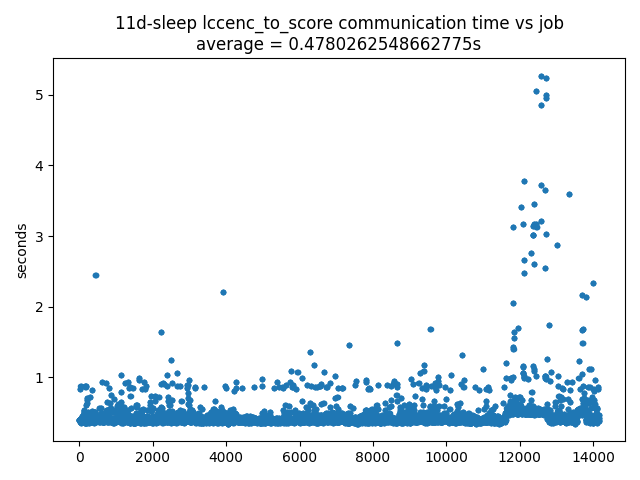 11d-sleep lccenc_to_score communication time vs job
average = 0.4780262548662775s
seconds
5
4
3
2
1
0 2000 4000 6000 8000 10000 12000 14000